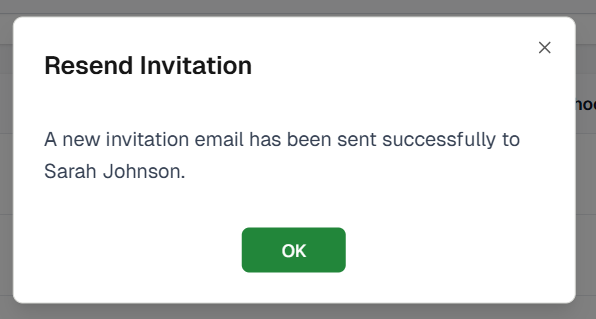 Resend Invitation
A new invitation email has been sent successfully to
Sarah Johnson.
OK